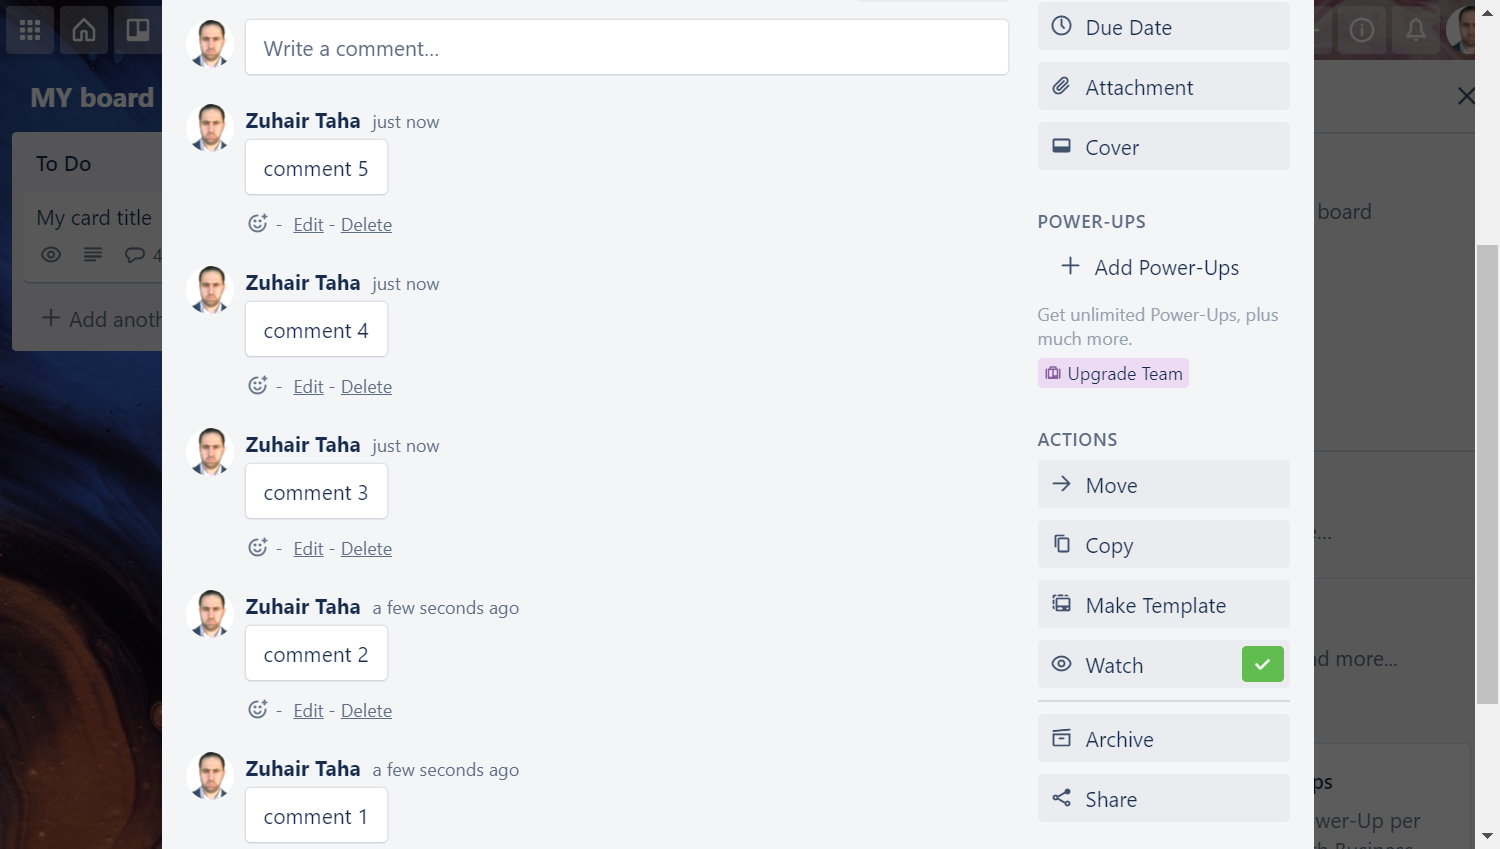 MY board
To Do
My card title
4
Add anoth
Write a comment...
Zuhair Taha just now
comment 5
- Edit - Delete
Zuhair Taha just now
comment 4
- Edit - Delete
Zuhair Taha just now
comment 3
- Edit - Delete
Zuhair Taha a few seconds ago
comment 2
- Edit - Delete
Zuhair Taha a few seconds ago
comment 1
Due Date
Attachment
Cover
POWER-UPS
Add Power-Ups
Get unlimited Power-Ups, plus
much more.
Upgrade Team
ACTIONS
Move
Copy
Make Template
Watch
Archive
Share
board
e...
d more...
ps
wer-Up per